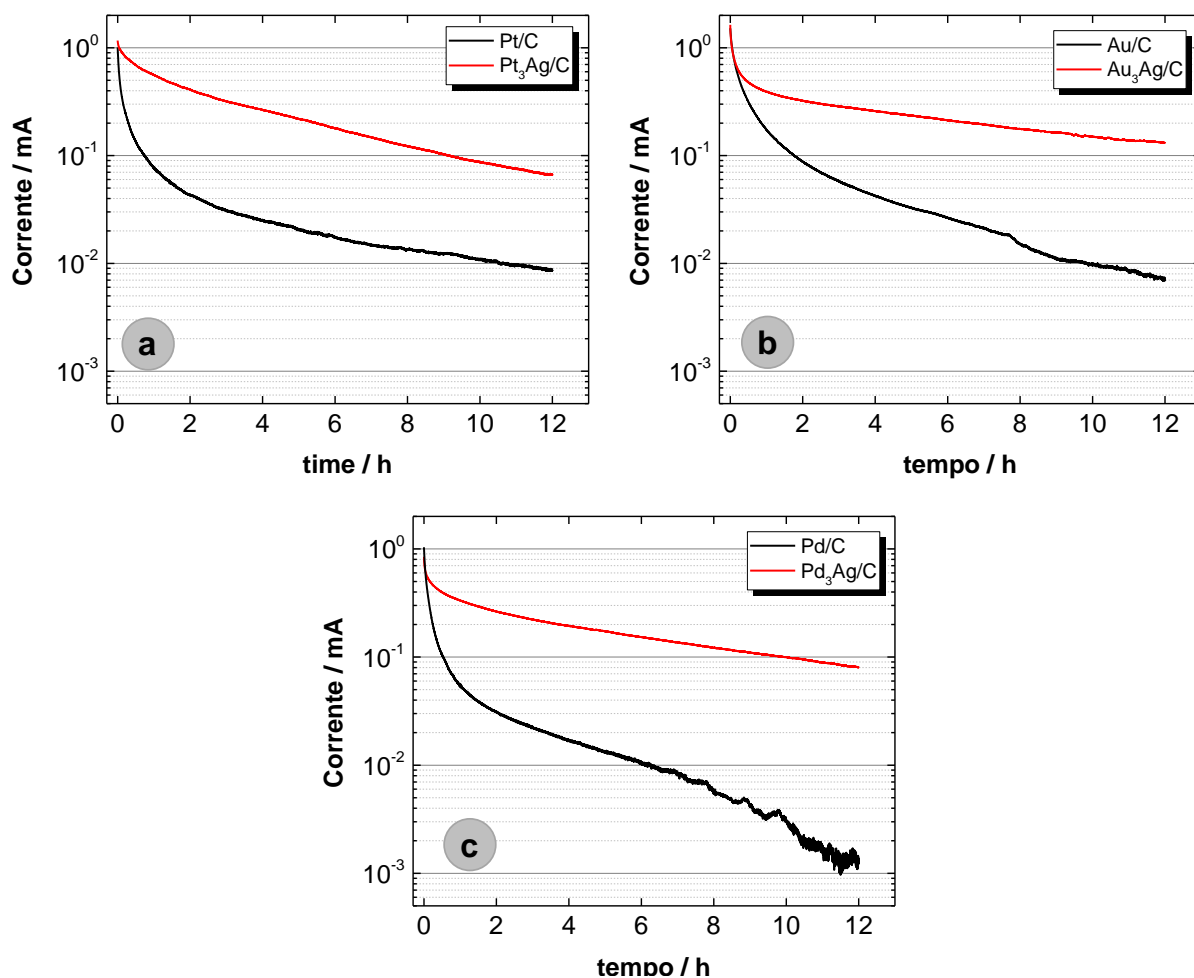 Pt/C
Pt₃Ag/C
10⁰
10⁻¹
10⁻²
10⁻³
Corrente / mA
a
0 2 4 6 8 10 12
time / h
Au/C
Au₃Ag/C
10⁰
10⁻¹
10⁻²
10⁻³
Corrente / mA
b
0 2 4 6 8 10 12
tempo / h
Pd/C
Pd₃Ag/C
10⁰
10⁻¹
10⁻²
10⁻³
Corrente / mA
c
0 2 4 6 8 10 12
tempo / h